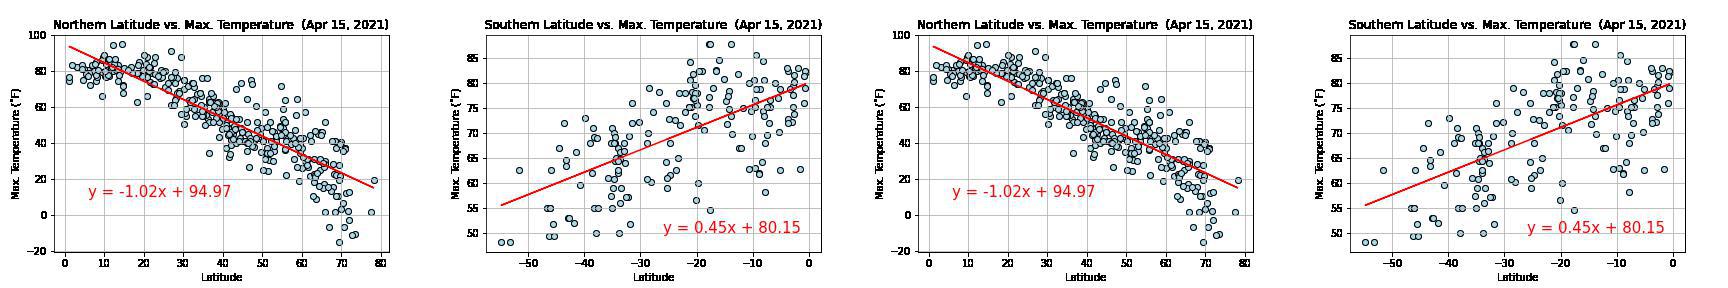 Northern Latitude vs. Max. Temperature (Apr 15, 2021)
Max. Temperature (°F)
100
80
60
40
20
0
−20
y = -1.02x + 94.97
0 10 20 30 40 50 60 70 80
Latitude
Southern Latitude vs. Max. Temperature (Apr 15, 2021)
Max. Temperature (°F)
85
80
75
70
65
60
55
50
y = 0.45x + 80.15
−50 −40 −30 −20 −10 0
Latitude
Northern Latitude vs. Max. Temperature (Apr 15, 2021)
Max. Temperature (°F)
100
80
60
40
20
0
−20
y = -1.02x + 94.97
0 10 20 30 40 50 60 70 80
Latitude
Southern Latitude vs. Max. Temperature (Apr 15, 2021)
Max. Temperature (°F)
85
80
75
70
65
60
55
50
y = 0.45x + 80.15
−50 −40 −30 −20 −10 0
Latitude